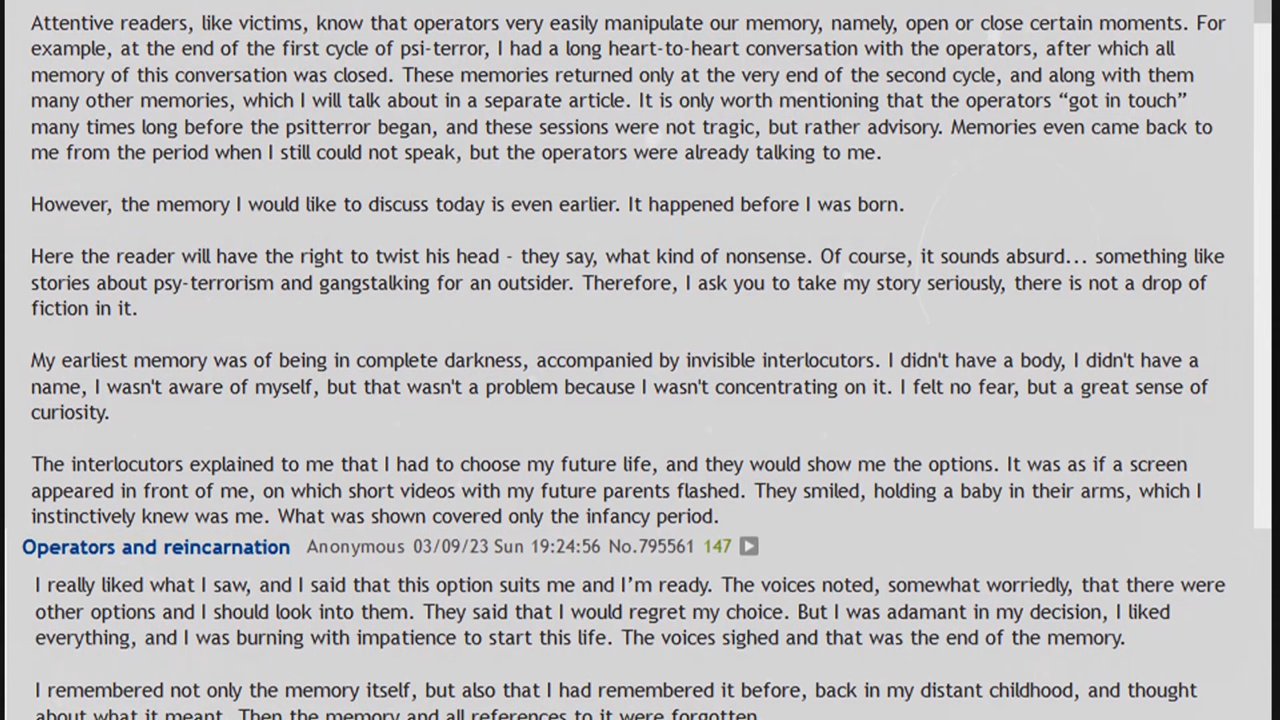 Attentive readers, like victims, know that operators very easily manipulate our memory, namely, open or close certain moments. For
example, at the end of the first cycle of psi-terror, I had a long heart-to-heart conversation with the operators, after which all
memory of this conversation was closed. These memories returned only at the very end of the second cycle, and along with them
many other memories, which I will talk about in a separate article. It is only worth mentioning that the operators “got in touch”
many times long before the psitterror began, and these sessions were not tragic, but rather advisory. Memories even came back to
me from the period when I still could not speak, but the operators were already talking to me.
However, the memory I would like to discuss today is even earlier. It happened before I was born.
Here the reader will have the right to twist his head - they say, what kind of nonsense. Of course, it sounds absurd... something like
stories about psy-terrorism and gangstalking for an outsider. Therefore, I ask you to take my story seriously, there is not a drop of
fiction in it.
My earliest memory was of being in complete darkness, accompanied by invisible interlocutors. I didn't have a body, I didn't have a
name, I wasn't aware of myself, but that wasn't a problem because I wasn't concentrating on it. I felt no fear, but a great sense of
curiosity.
The interlocutors explained to me that I had to choose my future life, and they would show me the options. It was as if a screen
appeared in front of me, on which short videos with my future parents flashed. They smiled, holding a baby in their arms, which I
instinctively knew was me. What was shown covered only the infancy period.
Operators and reincarnation Anonymous 03/09/23 Sun 19:24:56 No.795561 147
I really liked what I saw, and I said that this option suits me and I’m ready. The voices noted, somewhat worriedly, that there were
other options and I should look into them. They said that I would regret my choice. But I was adamant in my decision, I liked
everything, and I was burning with impatience to start this life. The voices sighed and that was the end of the memory.
I remembered not only the memory itself, but also that I had remembered it before, back in my distant childhood, and thought
about what it meant. Then the memory and all references to it were forgotten.